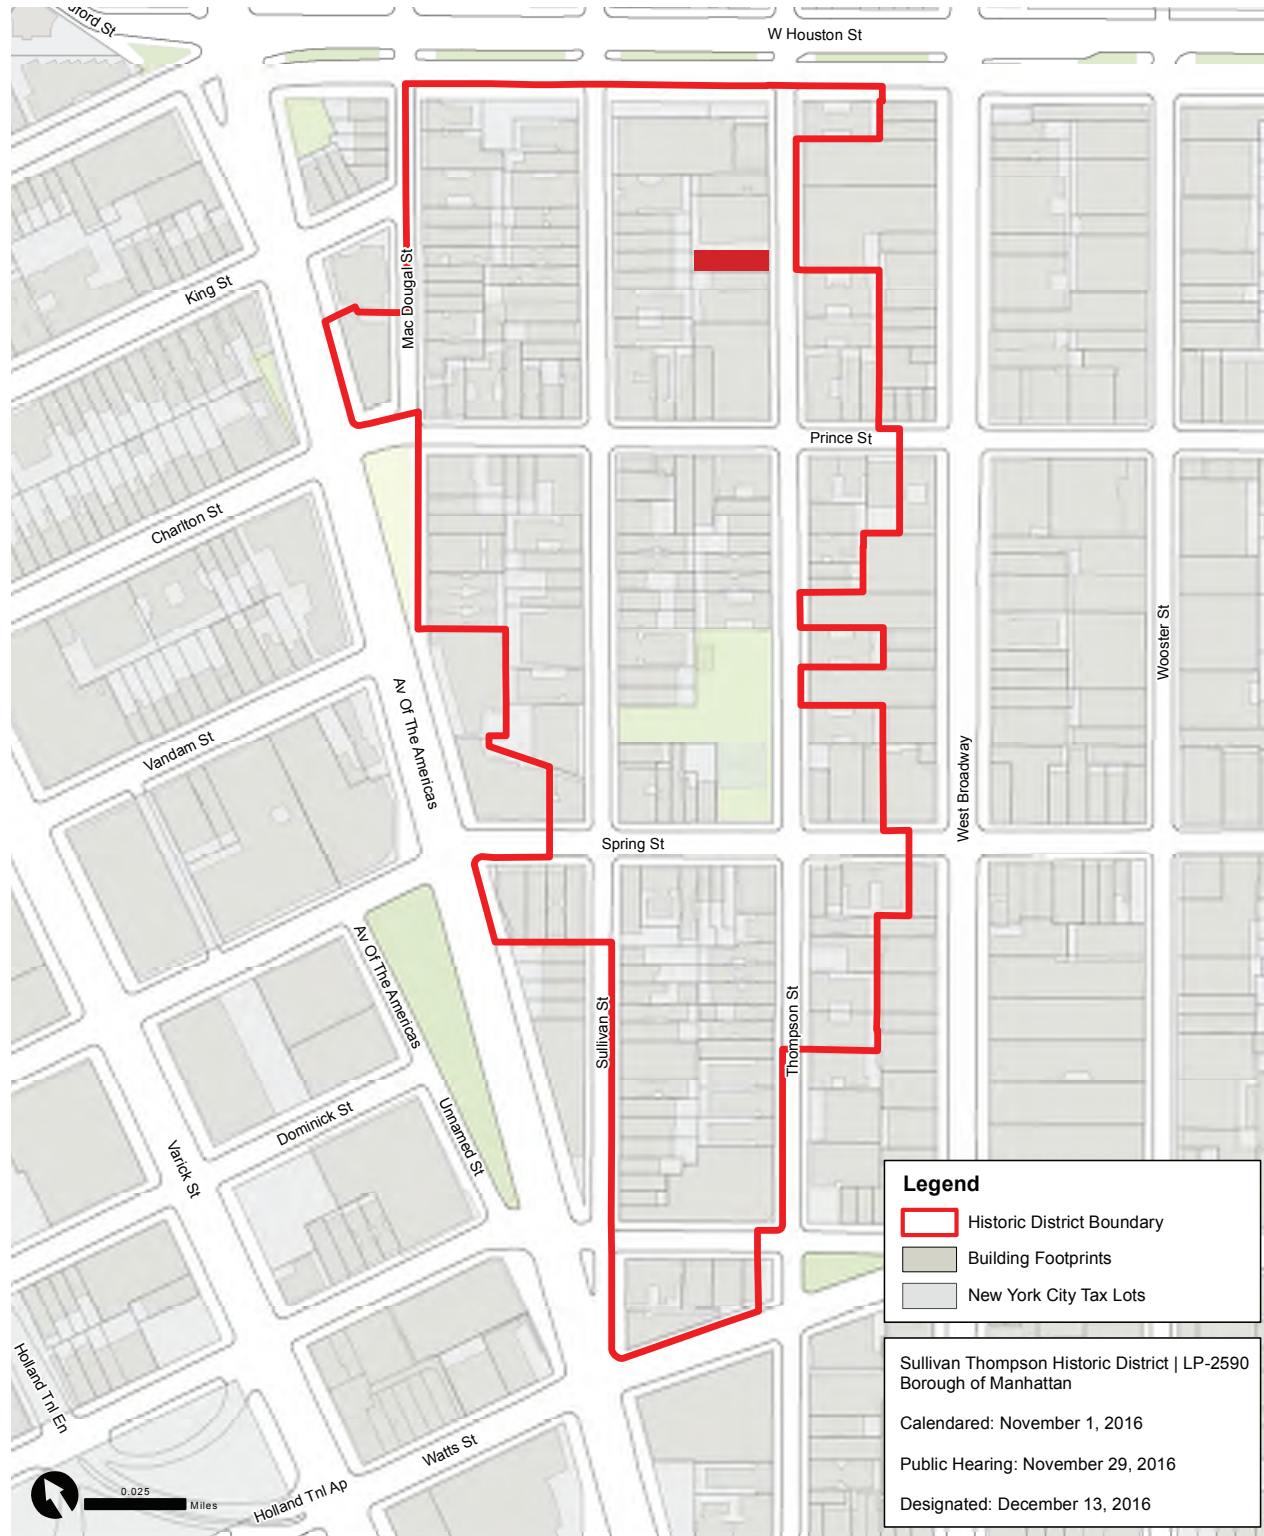 dford St
W Houston St
King St
Mac Dougal St
Prince St
Charlton St
Wooster St
Vandam St
Av Of The Americas
West Broadway
Spring St
Av Of The Americas
Sullivan St
Thompson St
Unnamed St
Dominick St
Varick St
Holland Tnl En
Watts St
Holland Tnl Ap
0.025
Miles
Legend
Historic District Boundary
Building Footprints
New York City Tax Lots
Sullivan Thompson Historic District | LP-2590
Borough of Manhattan
Calendared: November 1, 2016
Public Hearing: November 29, 2016
Designated: December 13, 2016